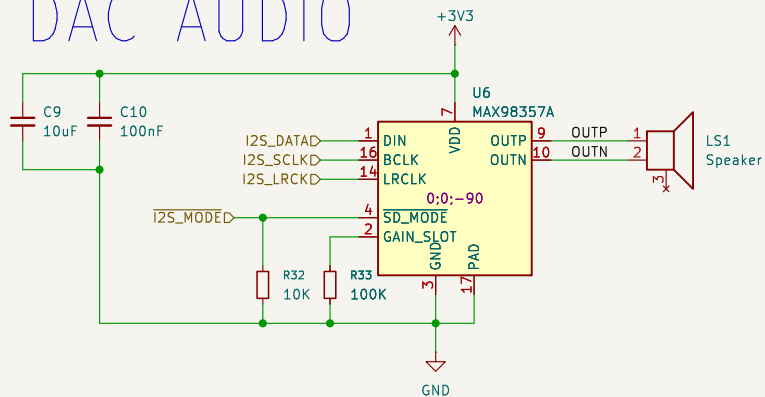 DAC AUDIO
+3V3
C9
10uF
C10
100nF
U6
MAX98357A
7
VDD
I2S_DATA
1
DIN
OUTP
9
OUTP
1
LS1
I2S_SCLK
16
BCLK
OUTN
10
OUTN
2
Speaker
I2S_LRCK
14
LRCLK
3
0;0;-90
I2S_MODE
4
SD_MODE
2
GAIN_SLOT
GND
PAD
R32
10K
R33
100K
3
17
GND